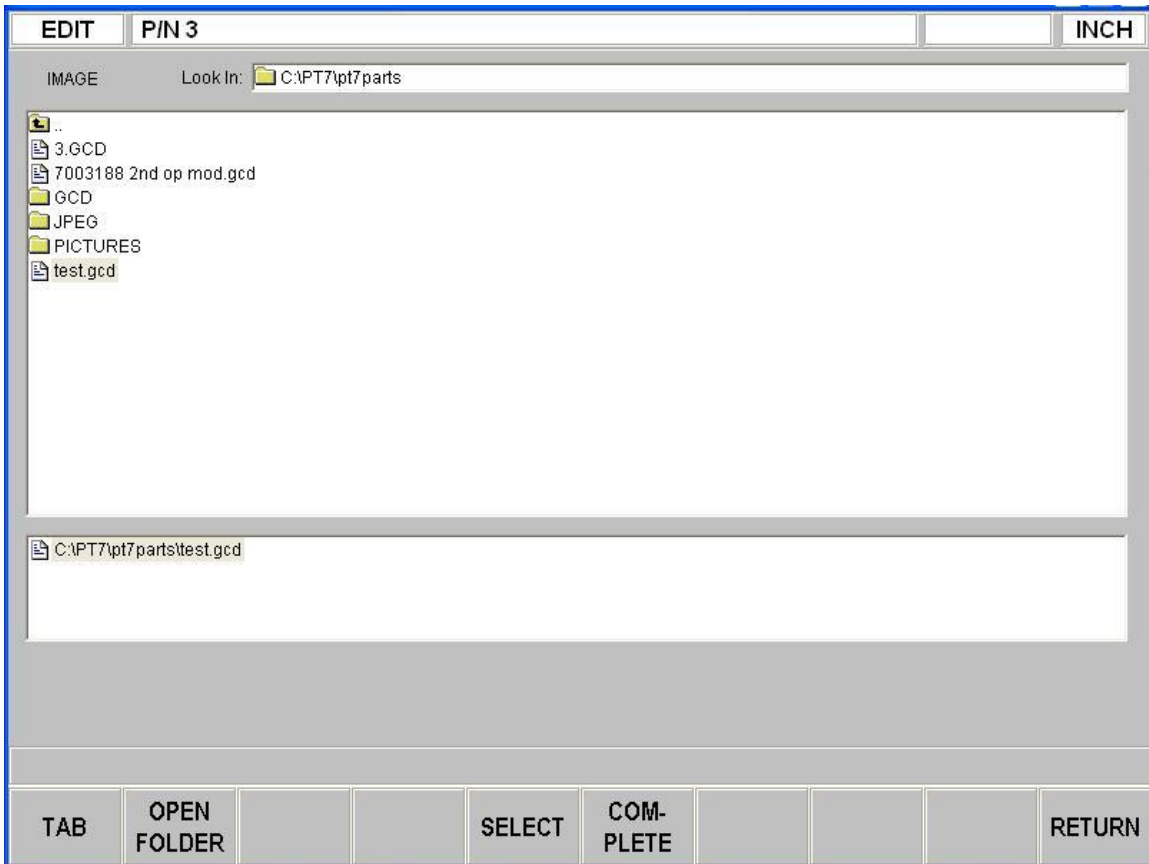 EDIT P/N 3 INCH
IMAGE Look In: C:\PT7\pt7parts
..
3.GCD
7003188 2nd op mod.gcd
GCD
JPEG
PICTURES
test.gcd
C:\PT7\pt7parts\test.gcd
TAB OPEN FOLDER SELECT COM-PLETE RETURN